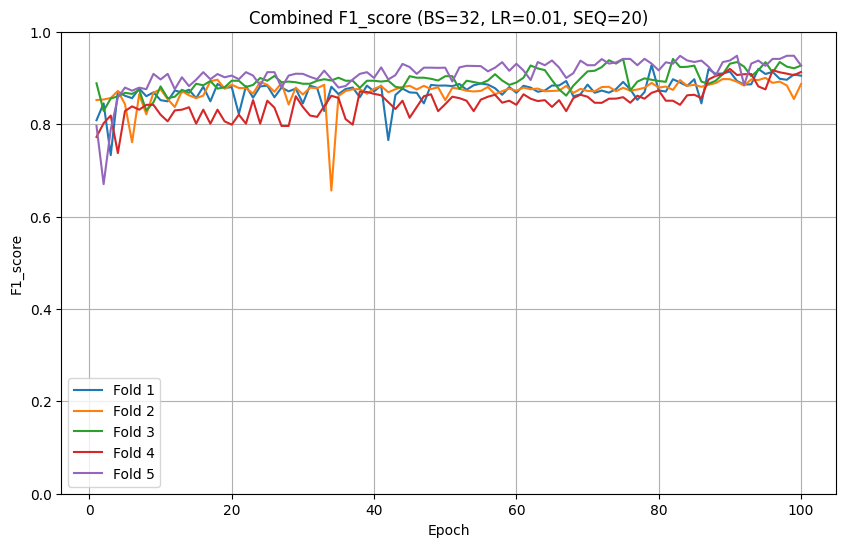 Combined F1_score (BS=32, LR=0.01, SEQ=20)
F1_score
1.0
0.8
0.6
0.4
0.2
0.0
Fold 1
Fold 2
Fold 3
Fold 4
Fold 5
0 20 40 60 80 100
Epoch